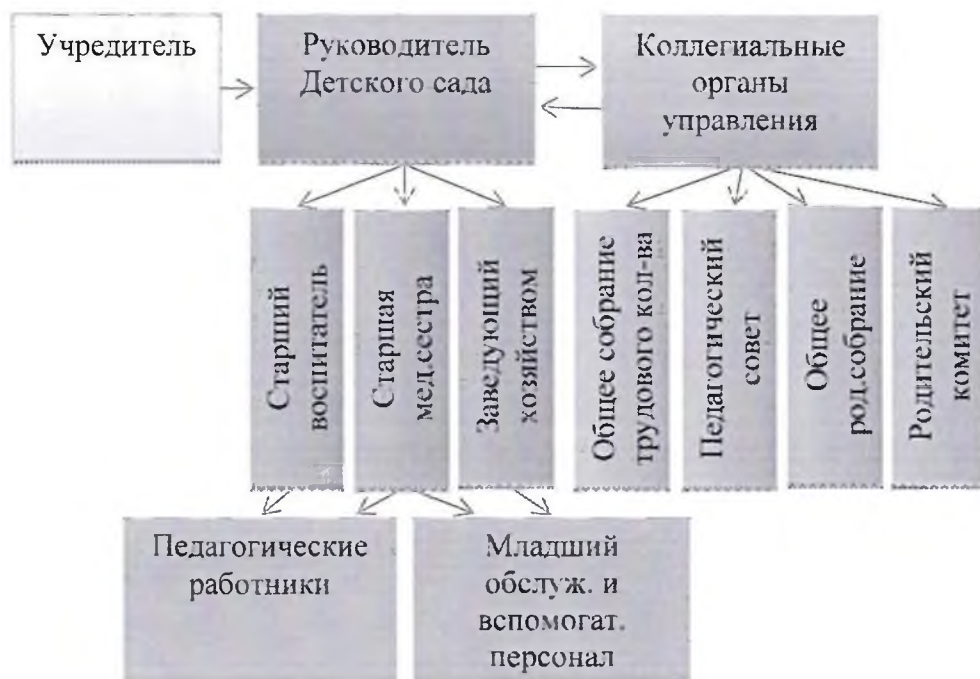 Учредитель
Руководитель
Детского сада
Коллегиальные
органы
управления
Старший
воспитатель
Старшая
мед.сестра
Заведующий
хозяйством
Общее собрание
трудового кол-ва
Педагогический
совет
Общее
род.собрание
Родительский
комитет
Педагогические
работники
Младший
обслуж. и
вспомогат.
персонал